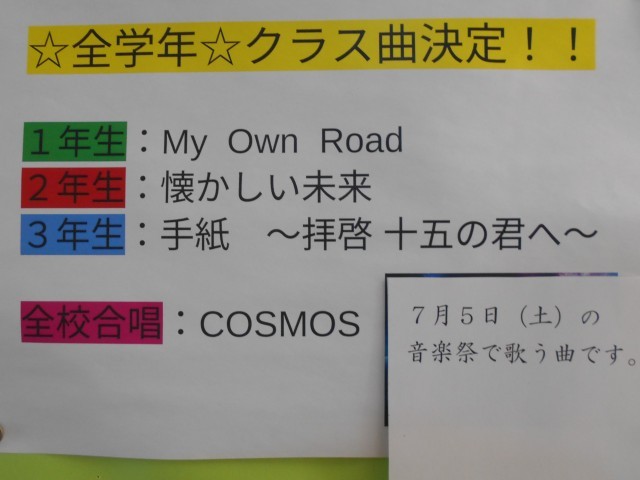 ☆全学年☆クラス曲決定！！
１年生：My Own Road
２年生：懐かしい未来
３年生：手紙　～拝啓 十五の君へ～
全校合唱：COSMOS
７月５日（土）の
音楽祭で歌う曲です。